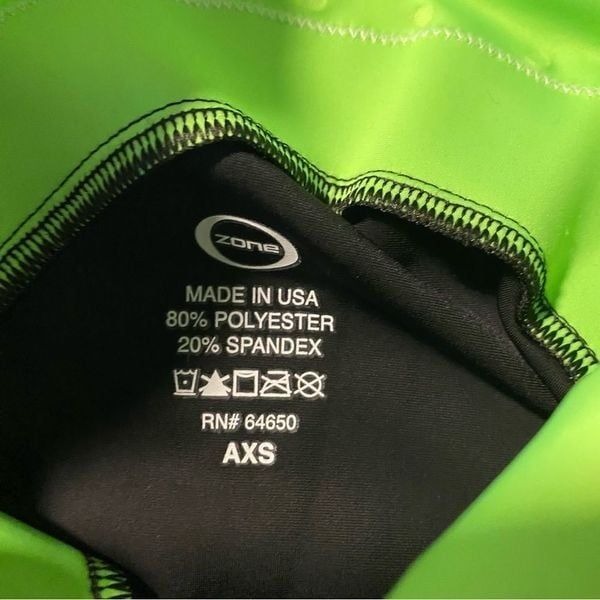 ZONE
MADE IN USA
80% POLYESTER
20% SPANDEX
RN# 64650
AXS